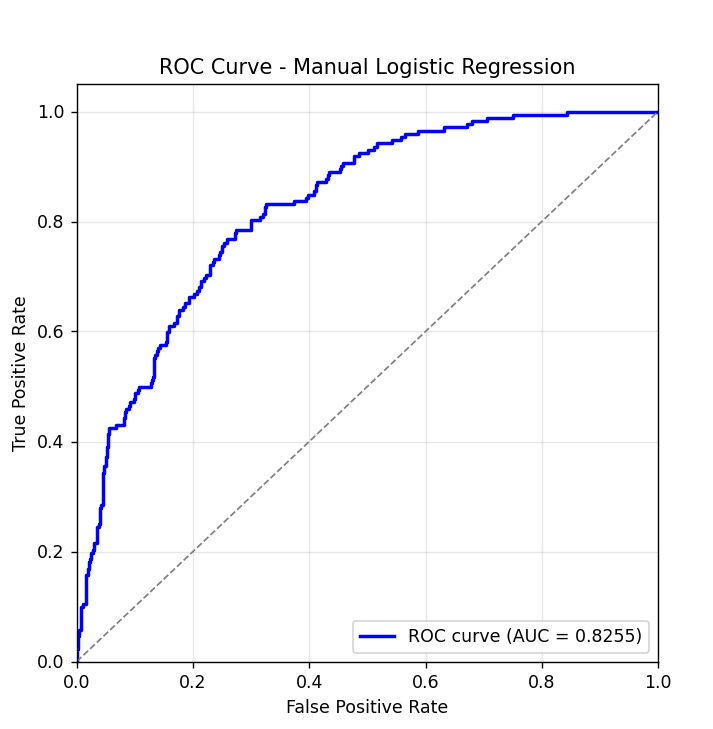 ROC Curve - Manual Logistic Regression
True Positive Rate
1.0
0.8
0.6
0.4
0.2
0.0
0.0 0.2 0.4 0.6 0.8 1.0
False Positive Rate
ROC curve (AUC = 0.8255)